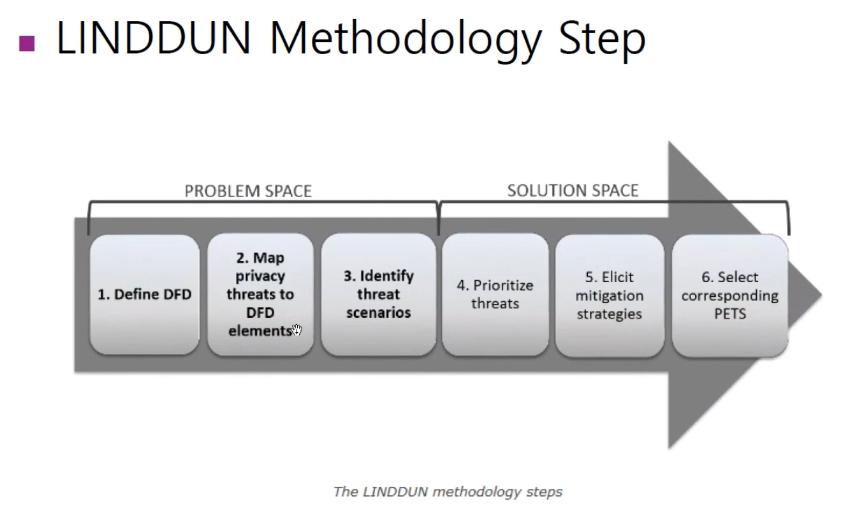 LINDDUN Methodology Step
PROBLEM SPACE
SOLUTION SPACE
1. Define DFD
2. Map
privacy
threats to
DFD
elements
3. Identify
threat
scenarios
4. Prioritize
threats
5. Elicit
mitigation
strategies
6. Select
corresponding
PETS
The LINDDUN methodology steps